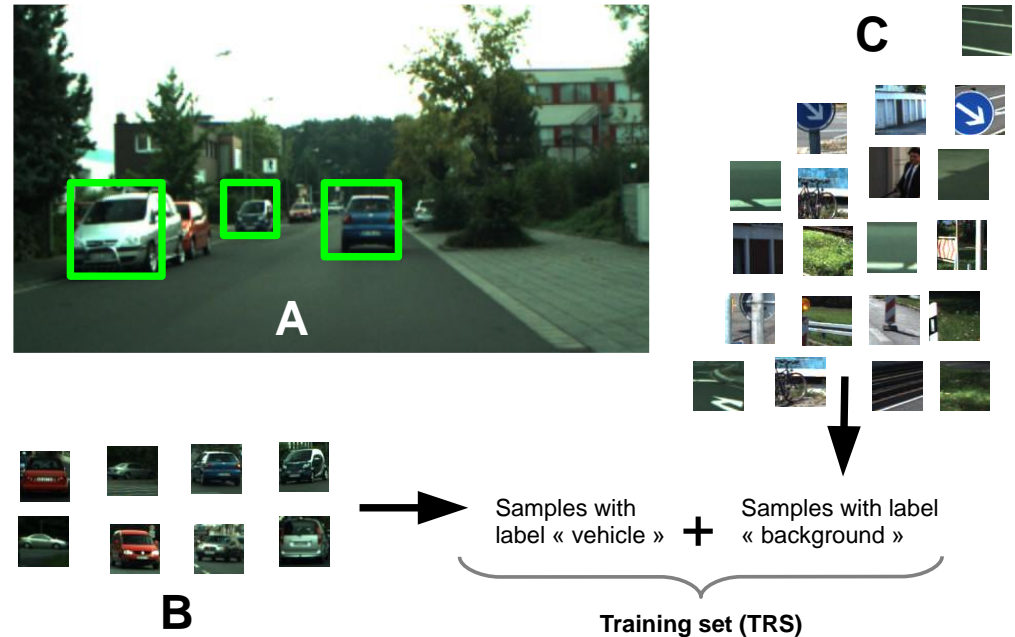 C
A
B
Samples with
label « vehicle »
+
Samples with label
« background »
Training set (TRS)